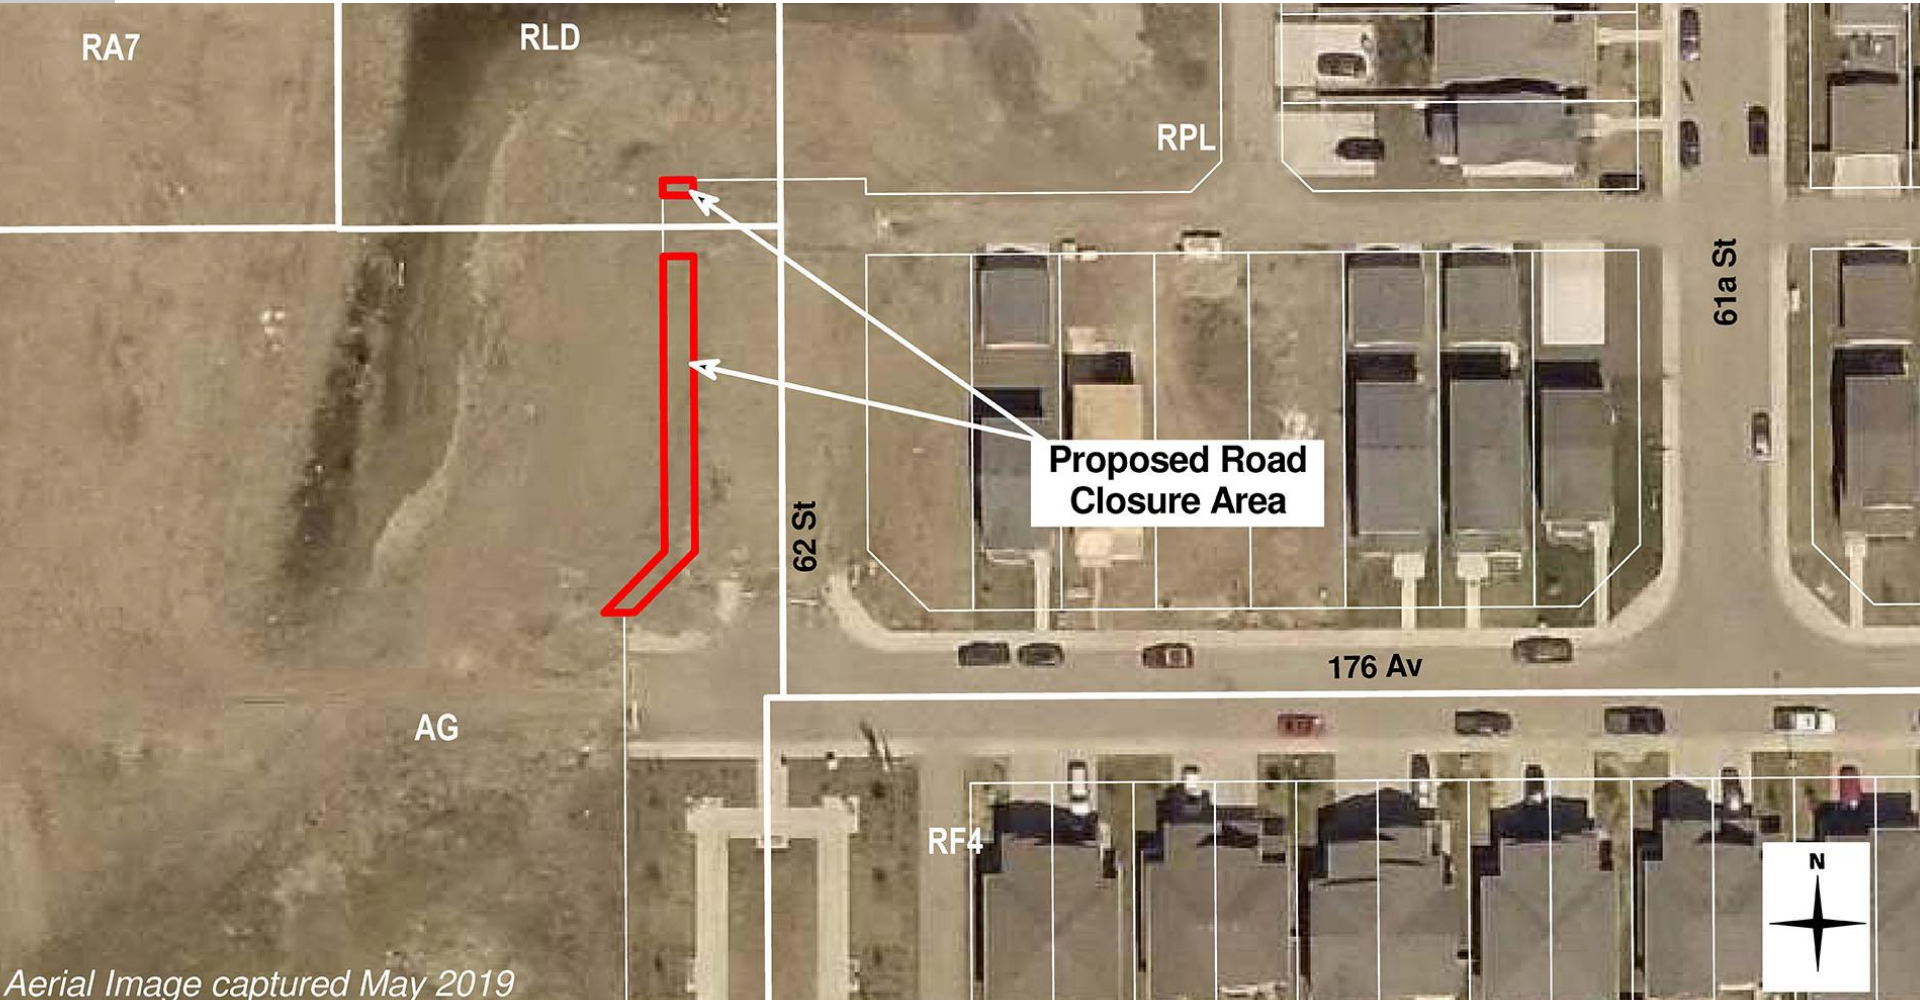 RA7
RLD
RPL
61a St
Proposed Road
Closure Area
62 St
176 Av
AG
RF4
N
Aerial Image captured May 2019